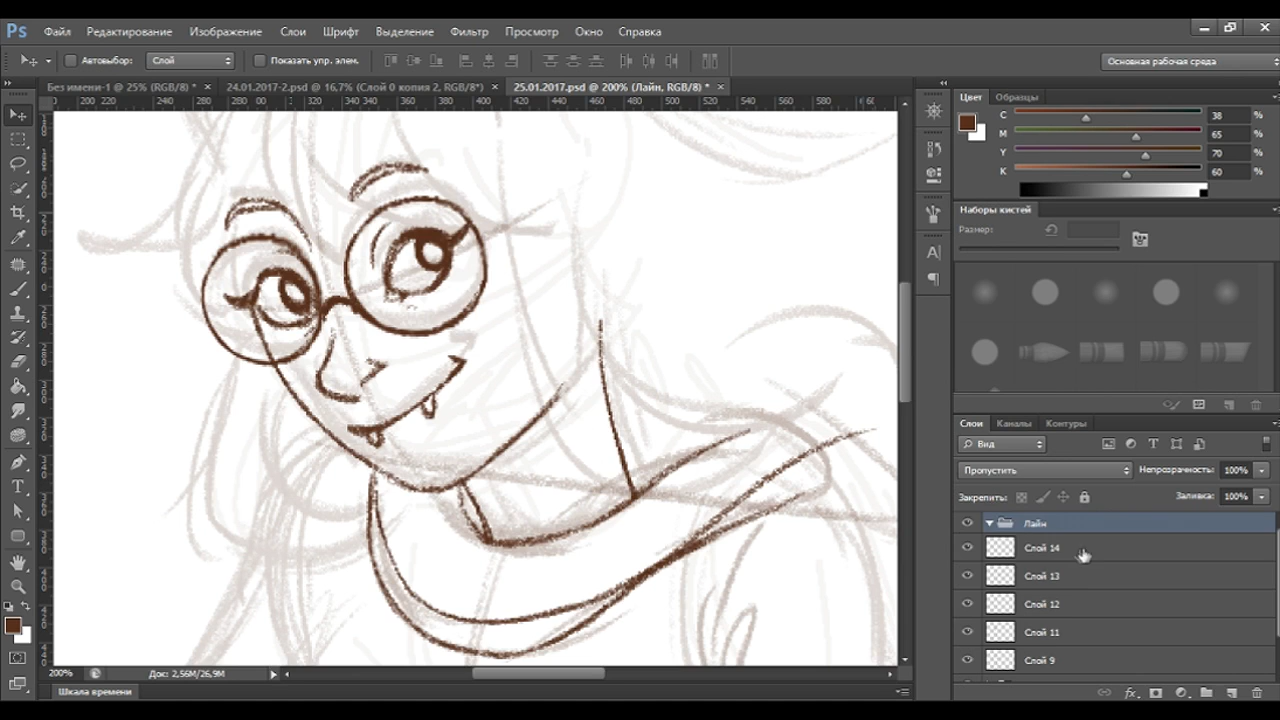 Ps Файл Редактирование Изображение Слои Шрифт Выделение Фильтр Просмотр Окно Справка
Автовыбор: Слой Показать упр. элем. Основная рабочая среда
Без имени-1 @ 25% (RGB/8) * × 24.01.2017-2.psd @ 16,7% (Слой 0 копия 2, RGB/8*) × 25.01.2017.psd @ 200% (Лайн, RGB/8) * ×
Цвет Образцы
C 38 %
M 65 %
Y 70 %
K 60 %
Наборы кистей
Размер:
Слои Каналы Контуры
Вид
Пропустить Непрозрачность: 100%
Закрепить: Заливка: 100%
Лайн
Слой 14
Слой 13
Слой 12
Слой 11
Слой 9
200% Док: 2,56M/26,9M
Шкала времени